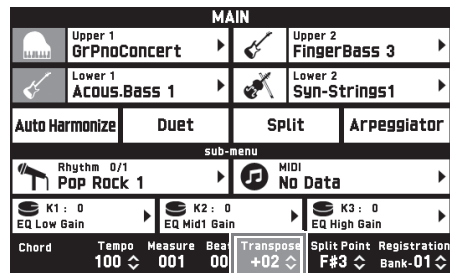 MAIN
Upper 1
GrPnoConcert
Upper 2
FingerBass 3
Lower 1
Acous.Bass 1
Lower 2
Syn-Strings1
Auto Harmonize Duet Split Arpeggiator
sub-menu
Rhythm 0/1
Pop Rock 1
MIDI
No Data
K1 : 0
EQ Low Gain
K2 : 0
EQ Mid1 Gain
K3 : 0
EQ High Gain
Chord Tempo Measure Beat Transpose Split Point Registration
100 001 00 +02 F#3 Bank-01